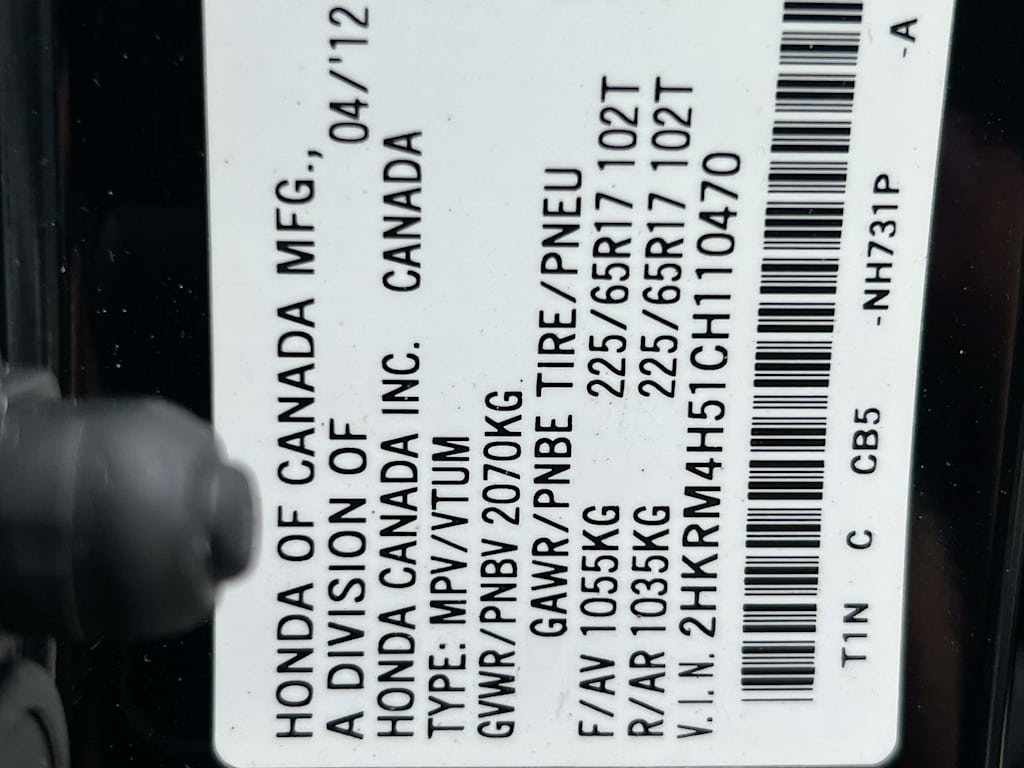 HONDA OF CANADA MFG.,
A DIVISION OF 04/'12
HONDA CANADA INC. CANADA
TYPE: MPV/VTUM
GVWR/PNBV 2070KG
GAWR/PNBE TIRE/PNEU
F/AV 1055KG 225/65R17 102T
R/AR 1035KG 225/65R17 102T
V.I.N. 2HKRM4H51CH110470
T1N C CB5 -NH731P -A